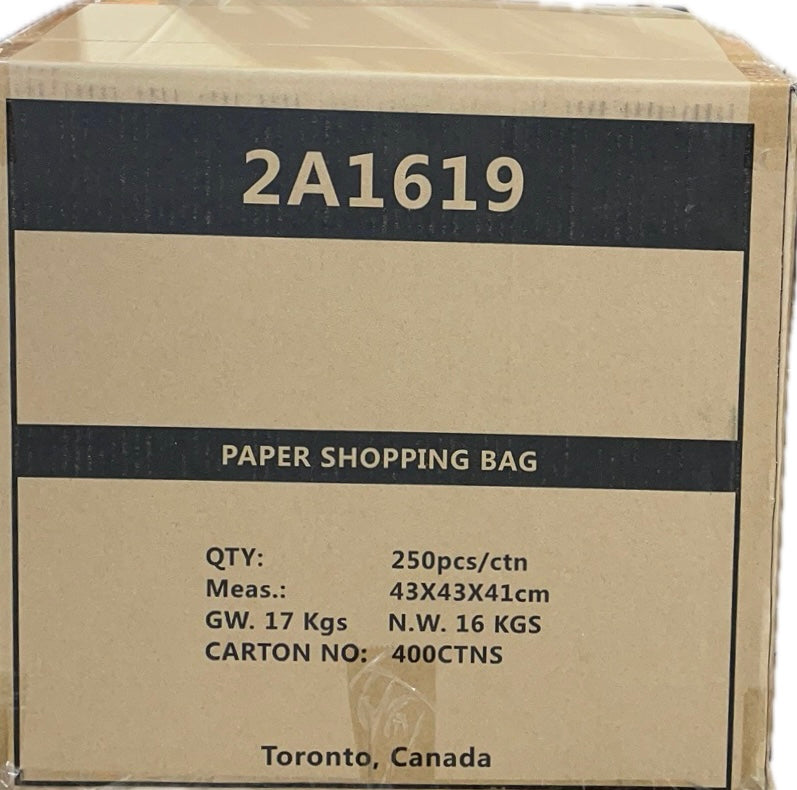 2A1619
PAPER SHOPPING BAG
QTY: 250pcs/ctn
Meas.: 43X43X41cm
GW. 17 Kgs N.W. 16 KGS
CARTON NO: 400CTNS
Toronto, Canada